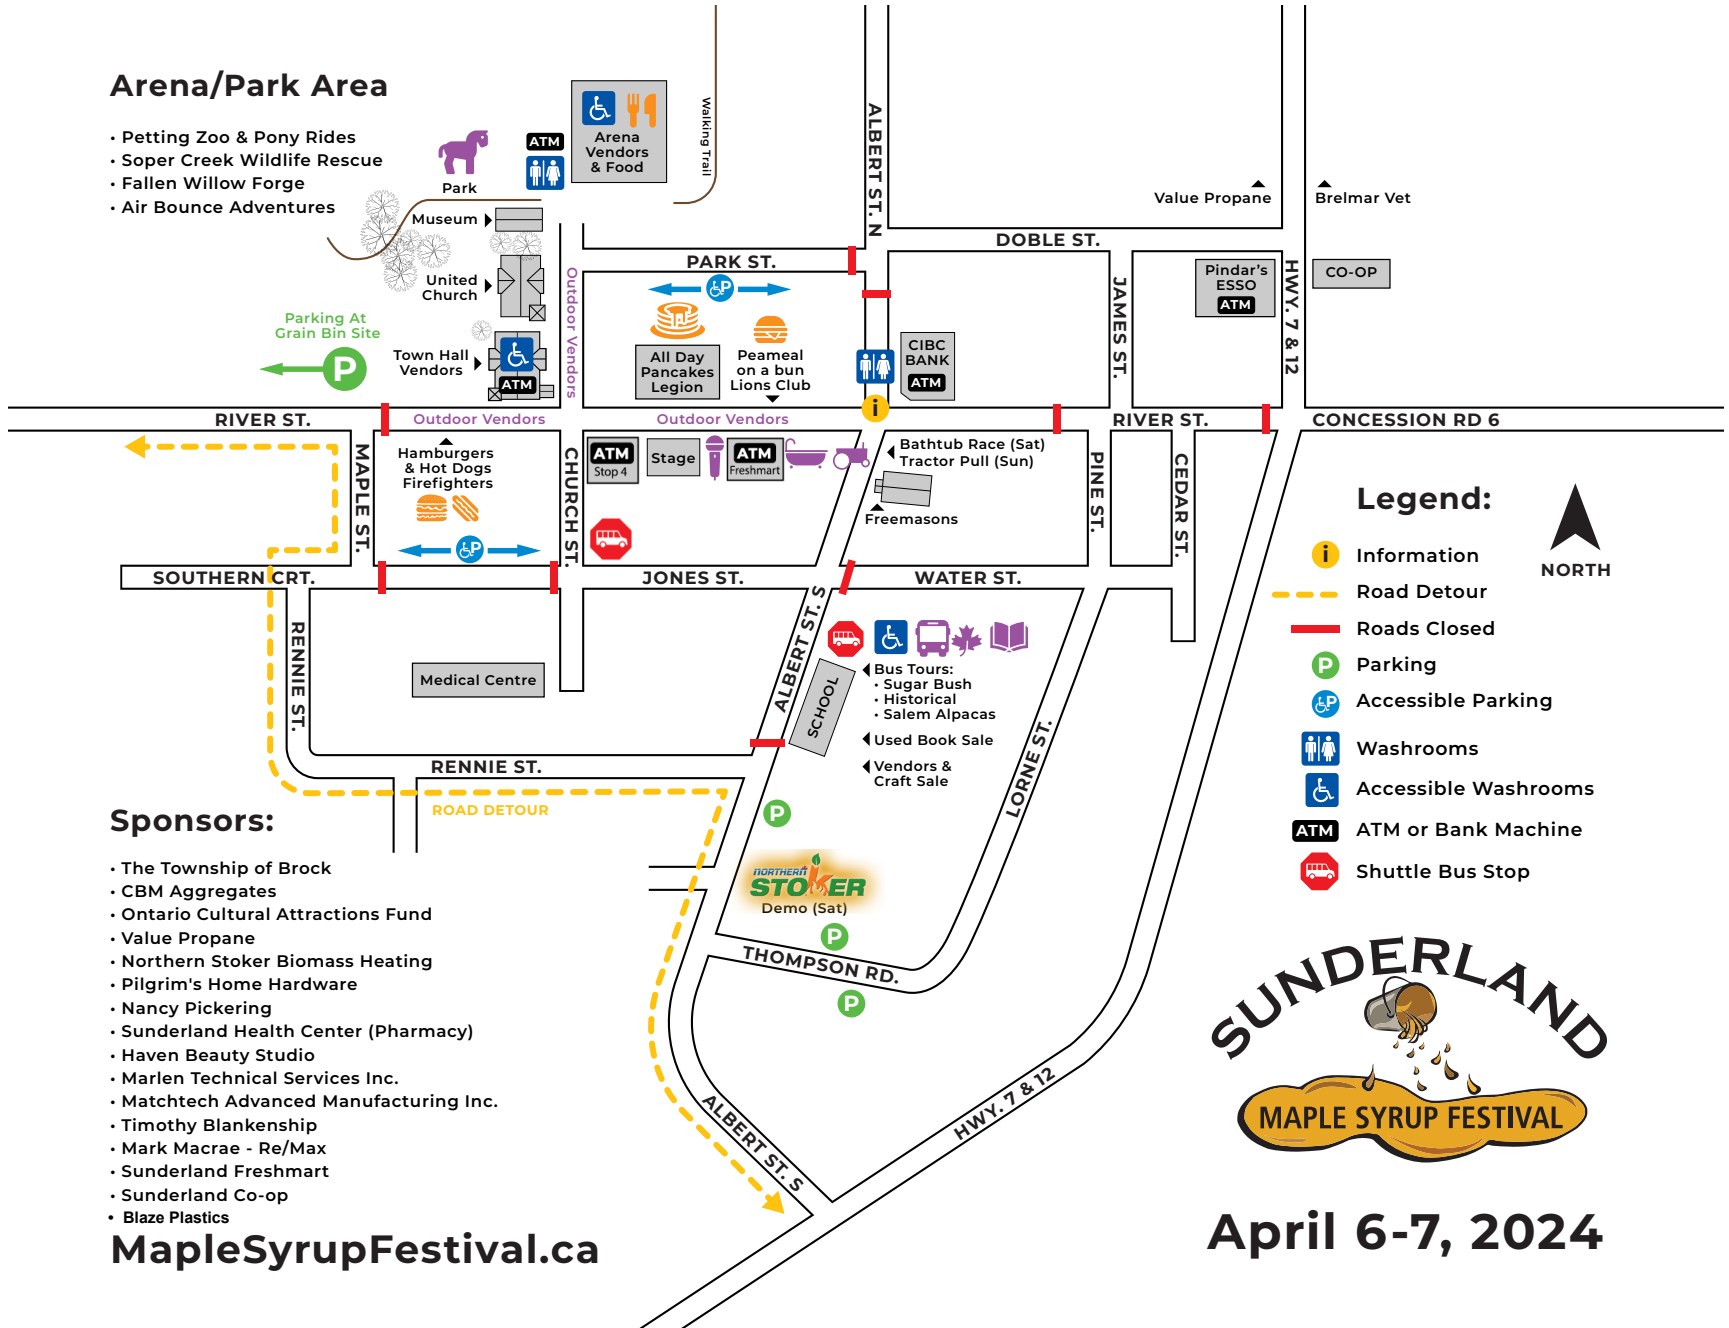 Arena/Park Area
• Petting Zoo & Pony Rides
• Soper Creek Wildlife Rescue
• Fallen Willow Forge
• Air Bounce Adventures
Park
ATM
Arena
Vendors
& Food
Walking Trail
ALBERT ST. N
Value Propane
Brelmar Vet
Museum
DOBLE ST.
PARK ST.
United
Church
Outdoor Vendors
P
JAMES ST.
Pindar's
ESSO
ATM
HWY. 7 & 12
CO-OP
Parking At
Grain Bin Site
P
Town Hall
Vendors
ATM
All Day
Pancakes
Legion
Peameal
on a bun
Lions Club
CIBC
BANK
ATM
i
RIVER ST.
Outdoor Vendors
Outdoor Vendors
RIVER ST.
CONCESSION RD 6
MAPLE ST.
Hamburgers
& Hot Dogs
Firefighters
CHURCH ST.
ATM
Stop 4
Stage
ATM
Freshmart
Bathtub Race (Sat)
Tractor Pull (Sun)
Freemasons
PINE ST.
CEDAR ST.
P
SOUTHERN CRT.
JONES ST.
WATER ST.
Legend:
i Information
Road Detour
Roads Closed
P Parking
P Accessible Parking
Washrooms
Accessible Washrooms
ATM ATM or Bank Machine
Shuttle Bus Stop
NORTH
RENNIE ST.
Medical Centre
ALBERT ST. S
SCHOOL
Bus Tours:
• Sugar Bush
• Historical
• Salem Alpacas
Used Book Sale
Vendors &
Craft Sale
LORNE ST.
RENNIE ST.
ROAD DETOUR
P
NORTHERN
STOKER
Demo (Sat)
P
THOMPSON RD.
P
ALBERT ST. S
HWY. 7 & 12
Sponsors:
• The Township of Brock
• CBM Aggregates
• Ontario Cultural Attractions Fund
• Value Propane
• Northern Stoker Biomass Heating
• Pilgrim's Home Hardware
• Nancy Pickering
• Sunderland Health Center (Pharmacy)
• Haven Beauty Studio
• Marlen Technical Services Inc.
• Matchtech Advanced Manufacturing Inc.
• Timothy Blankenship
• Mark Macrae - Re/Max
• Sunderland Freshmart
• Sunderland Co-op
• Blaze Plastics
MapleSyrupFestival.ca
SUNDERLAND
MAPLE SYRUP FESTIVAL
April 6-7, 2024